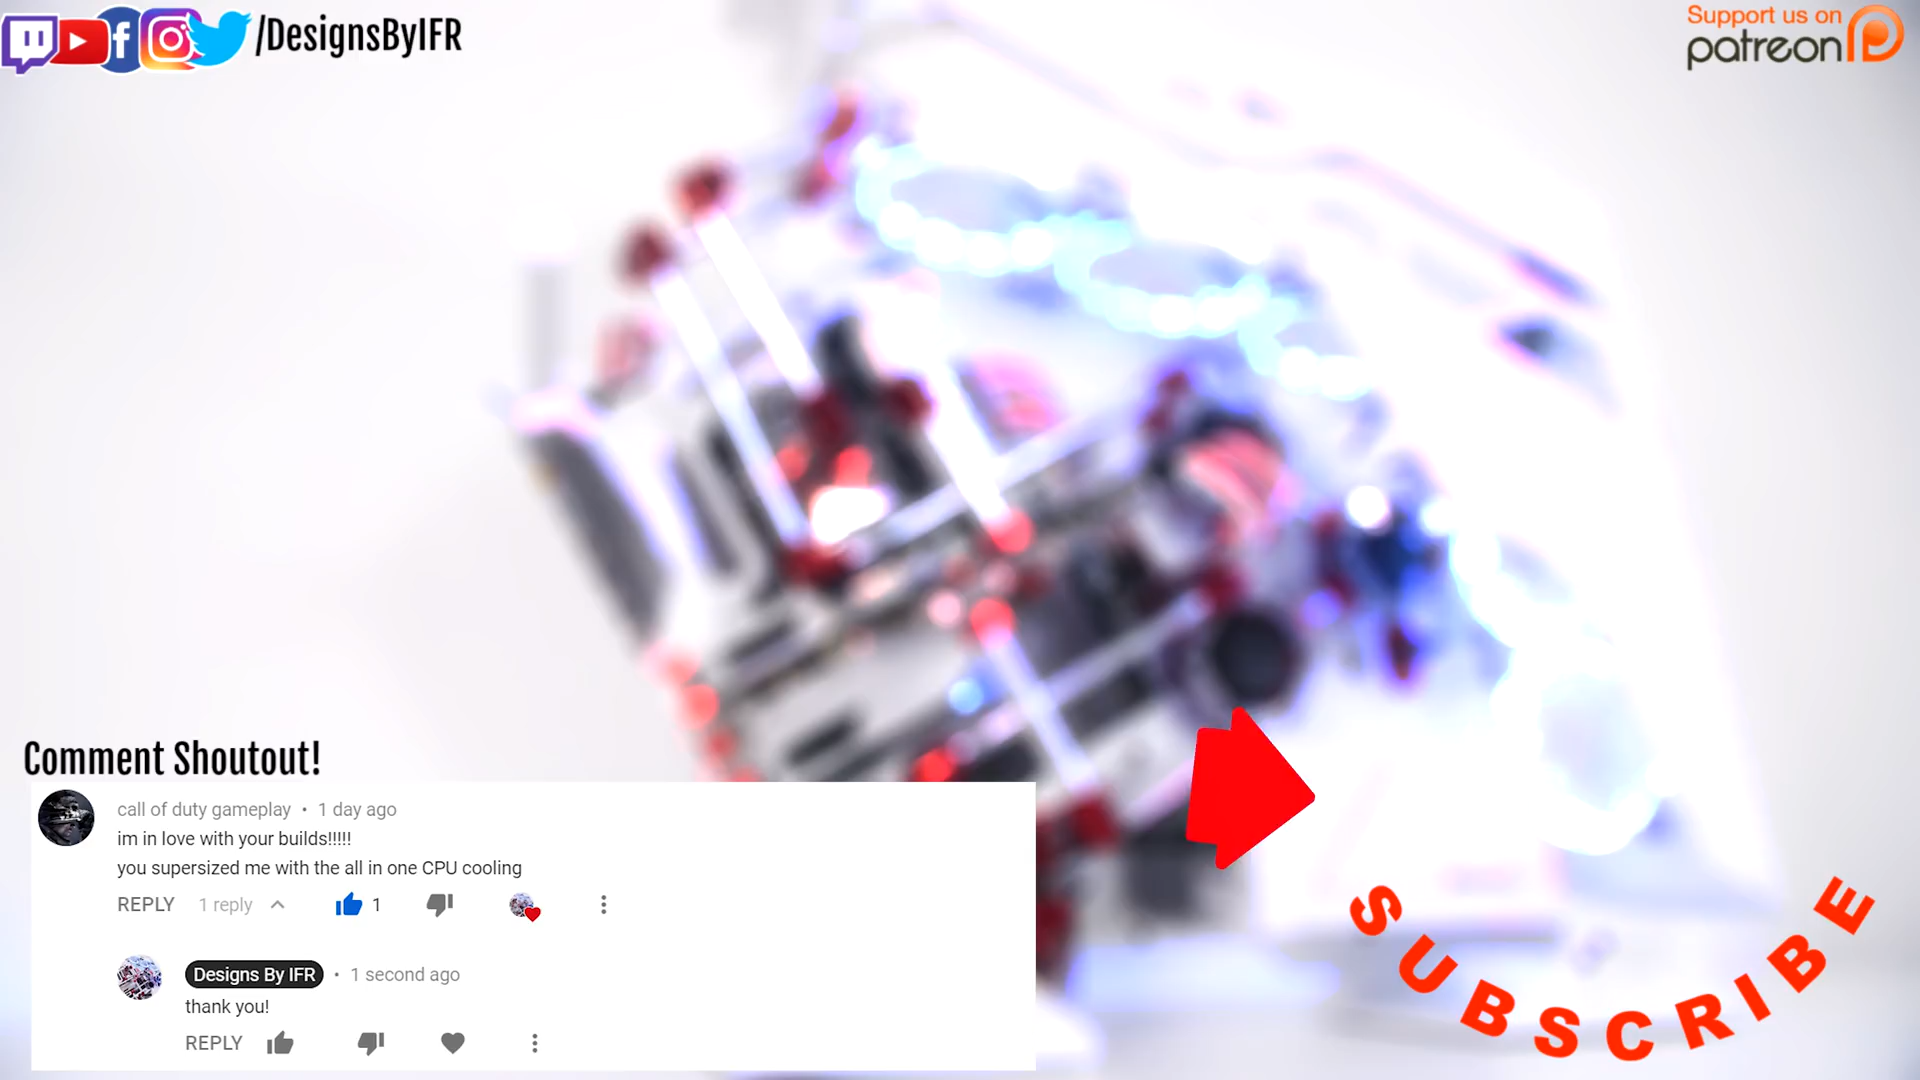 /DesignsByIFR
Support us on
patreon
Comment Shoutout!
call of duty gameplay • 1 day ago
im in love with your builds!!!!!
you supersized me with the all in one CPU cooling
REPLY 1 reply 1
Designs By IFR • 1 second ago
thank you!
REPLY
SUBSCRIBE